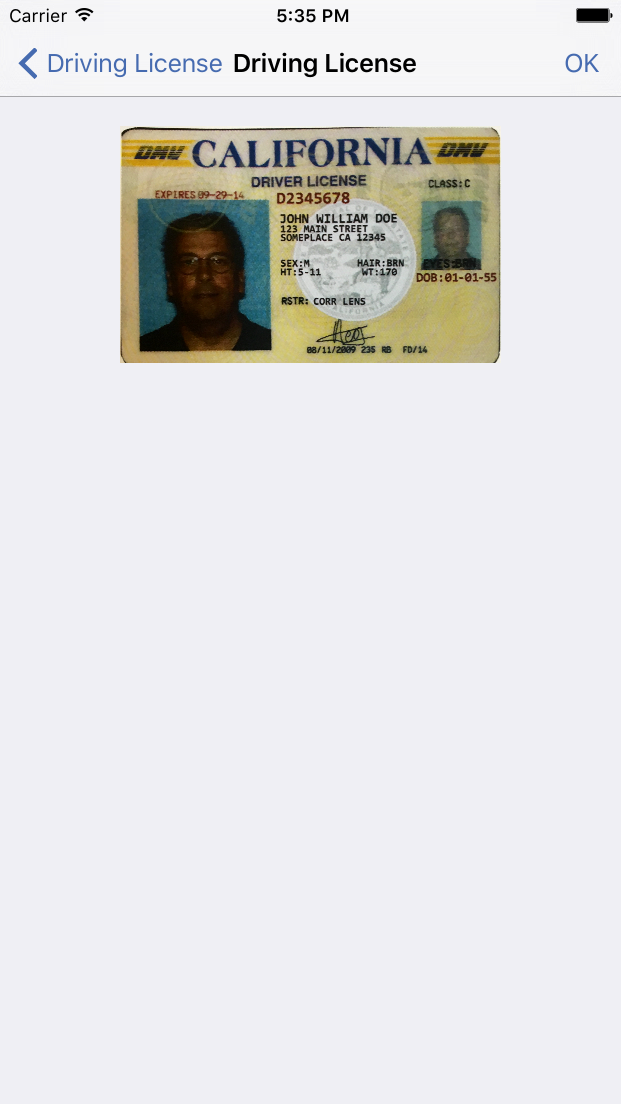 Carrier 5:35 PM
Driving License Driving License OK
DMV CALIFORNIA DMV
DRIVER LICENSE
CLASS:C
EXPIRES 09-29-14
D2345678
JOHN WILLIAM DOE
123 MAIN STREET
SOMEPLACE CA 12345
SEX:M HAIR:BRN EYES:BRN
HT:5-11 WT:170 DOB:01-01-55
RSTR: CORR LENS
08/11/2009 235 RB FD/14